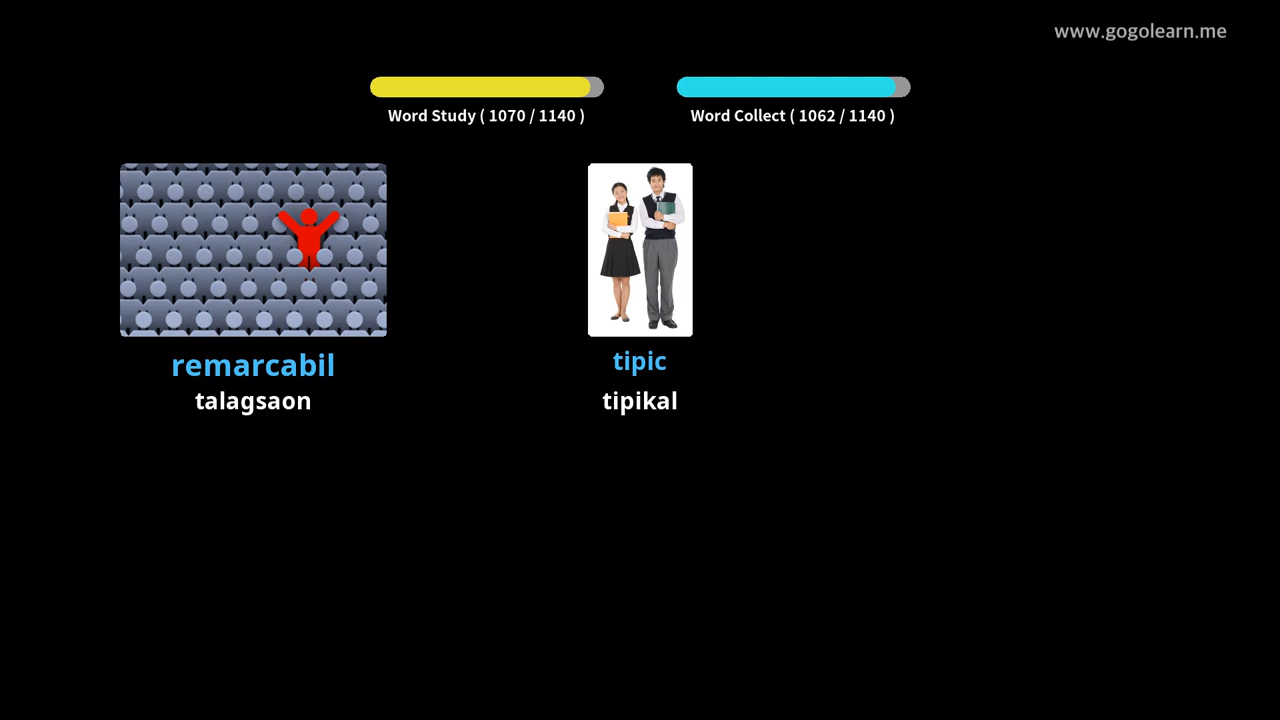 www.gogolearn.me
Word Study ( 1070 / 1140 )
Word Collect ( 1062 / 1140 )
remarcabil
talagsaon
tipic
tipikal